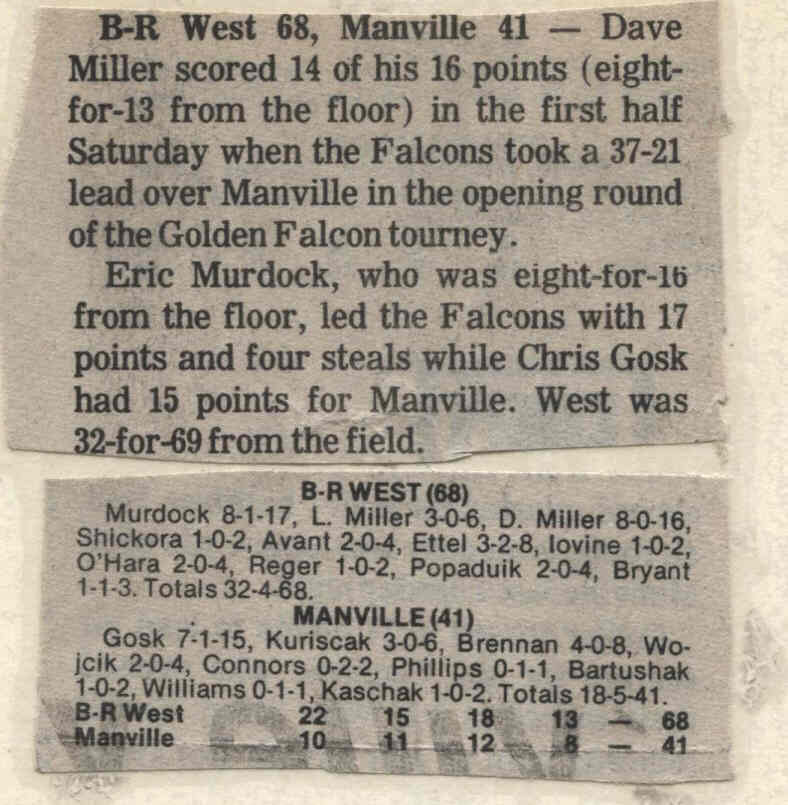 B-R West 68, Manville 41 — Dave
Miller scored 14 of his 16 points (eight-
for-13 from the floor) in the first half
Saturday when the Falcons took a 37-21
lead over Manville in the opening round
of the Golden Falcon tourney.
Eric Murdock, who was eight-for-16
from the floor, led the Falcons with 17
points and four steals while Chris Gosk
had 15 points for Manville. West was
32-for-69 from the field.
B-R WEST (68)
Murdock 8-1-17, L. Miller 3-0-6, D. Miller 8-0-16,
Shickora 1-0-2, Avant 2-0-4, Ettel 3-2-8, Iovine 1-0-2,
O'Hara 2-0-4, Reger 1-0-2, Popaduik 2-0-4, Bryant
1-1-3. Totals 32-4-68.
MANVILLE (41)
Gosk 7-1-15, Kuriscak 3-0-6, Brennan 4-0-8, Wo-
jcik 2-0-4, Connors 0-2-2, Phillips 0-1-1, Bartushak
1-0-2, Williams 0-1-1, Kaschak 1-0-2. Totals 18-5-41.
B-R West 22 15 18 13 — 68
Manville 10 11 12 8 — 41